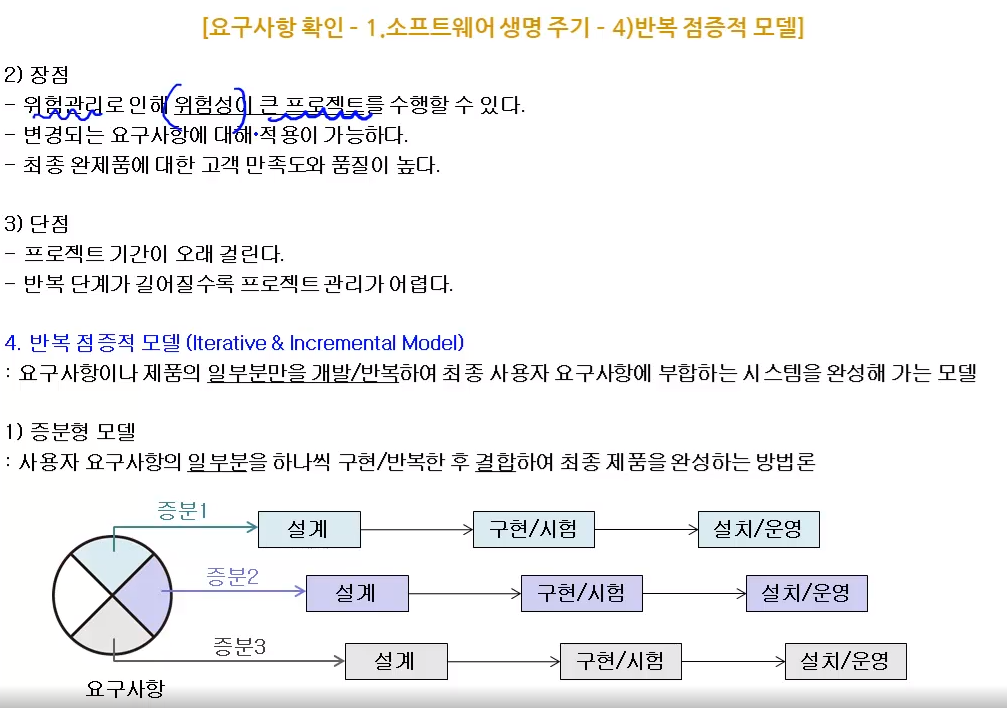 [요구사항 확인 - 1.소프트웨어 생명 주기 - 4)반복 점증적 모델]
2) 장점
- 위험관리로 인해 위험성이 큰 프로젝트를 수행할 수 있다.
- 변경되는 요구사항에 대해 적용이 가능하다.
- 최종 완제품에 대한 고객 만족도와 품질이 높다.
3) 단점
- 프로젝트 기간이 오래 걸린다.
- 반복 단계가 길어질수록 프로젝트 관리가 어렵다.
4. 반복 점증적 모델 (Iterative & Incremental Model)
: 요구사항이나 제품의 일부분만을 개발/반복하여 최종 사용자 요구사항에 부합하는 시스템을 완성해 가는 모델
1) 증분형 모델
: 사용자 요구사항의 일부분을 하나씩 구현/반복한 후 결합하여 최종 제품을 완성하는 방법론
증분1 설계 구현/시험 설치/운영
증분2 설계 구현/시험 설치/운영
증분3 설계 구현/시험 설치/운영
요구사항